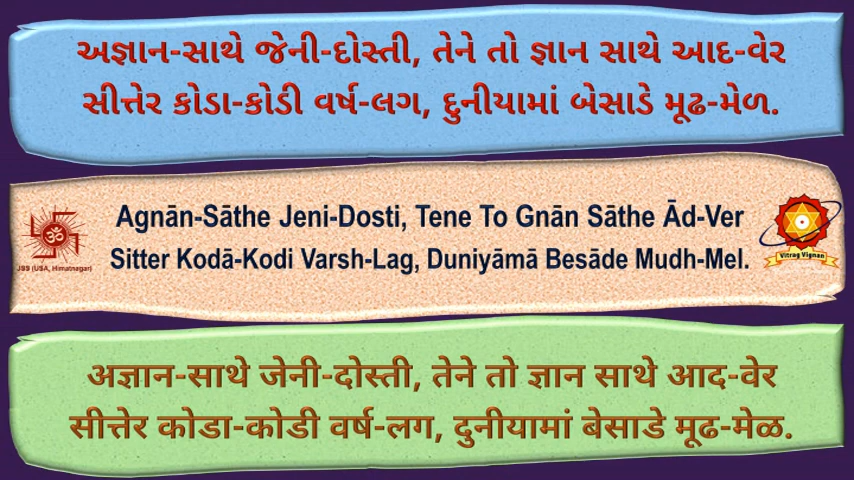 અજ્ઞાન-સાથે જેની-દોસ્તી, તેને તો જ્ઞાન સાથે આદ-વેર
સીત્તેર કોડા-કોડી વર્ષ-લગ, દુનીયામાં બેસાડે મૂઢ-મેળ.
Agnān-Sāthe Jeni-Dosti, Tene To Gnān Sāthe Ād-Ver
Sitter Kodā-Kodi Varsh-Lag, Duniyāmā Besāde Mudh-Mel.
ॐ
JSS (USA, Himatnagar)
Vitrag Vignan
अज्ञान-साथे जेनी-दोस्ती, तेने तो ज्ञान साथे आद-वेर
सीत्तेर कोडा-कोडी वर्ष-लग, दुनीयामां बेसाडे मूढ-मेळ.